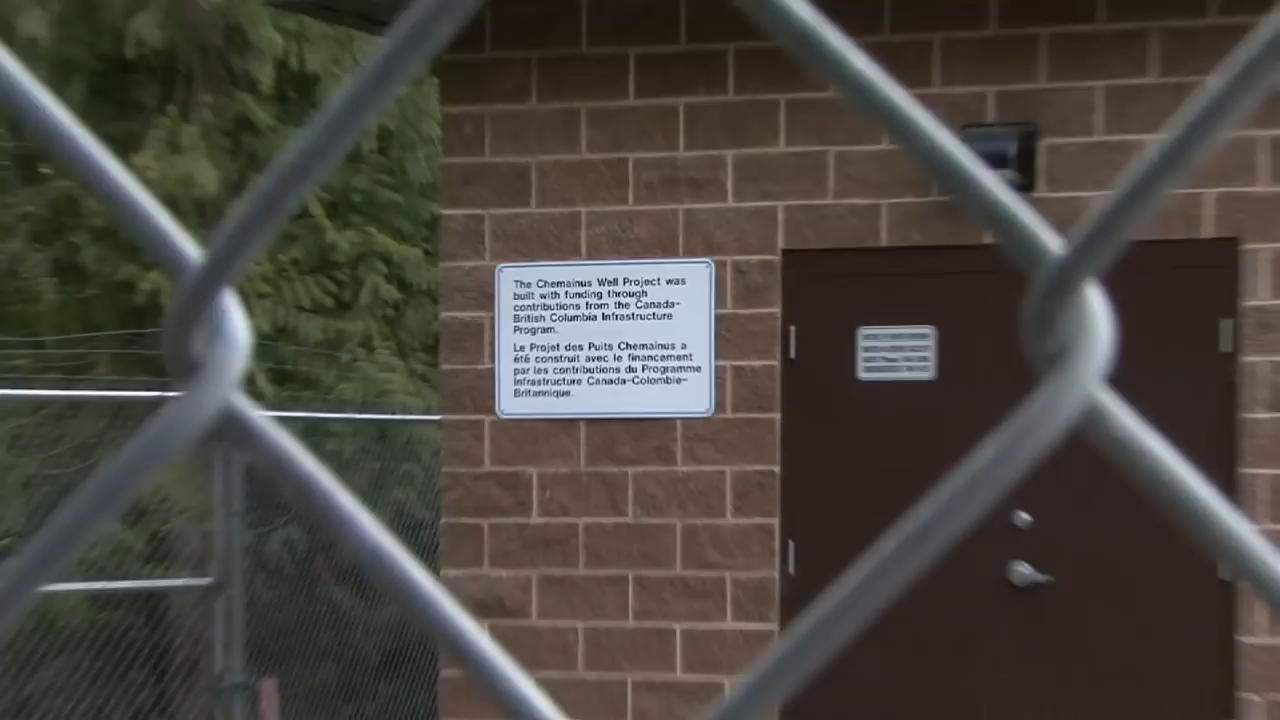 The Chemainus Well Project was
built with funding through
contributions from the Canada-
British Columbia Infrastructure
Program.
Le Projet des Puits Chemainus a
été construit avec le financement
par les contributions du Programme
Infrastructure Canada-Colombie-
Britannique.